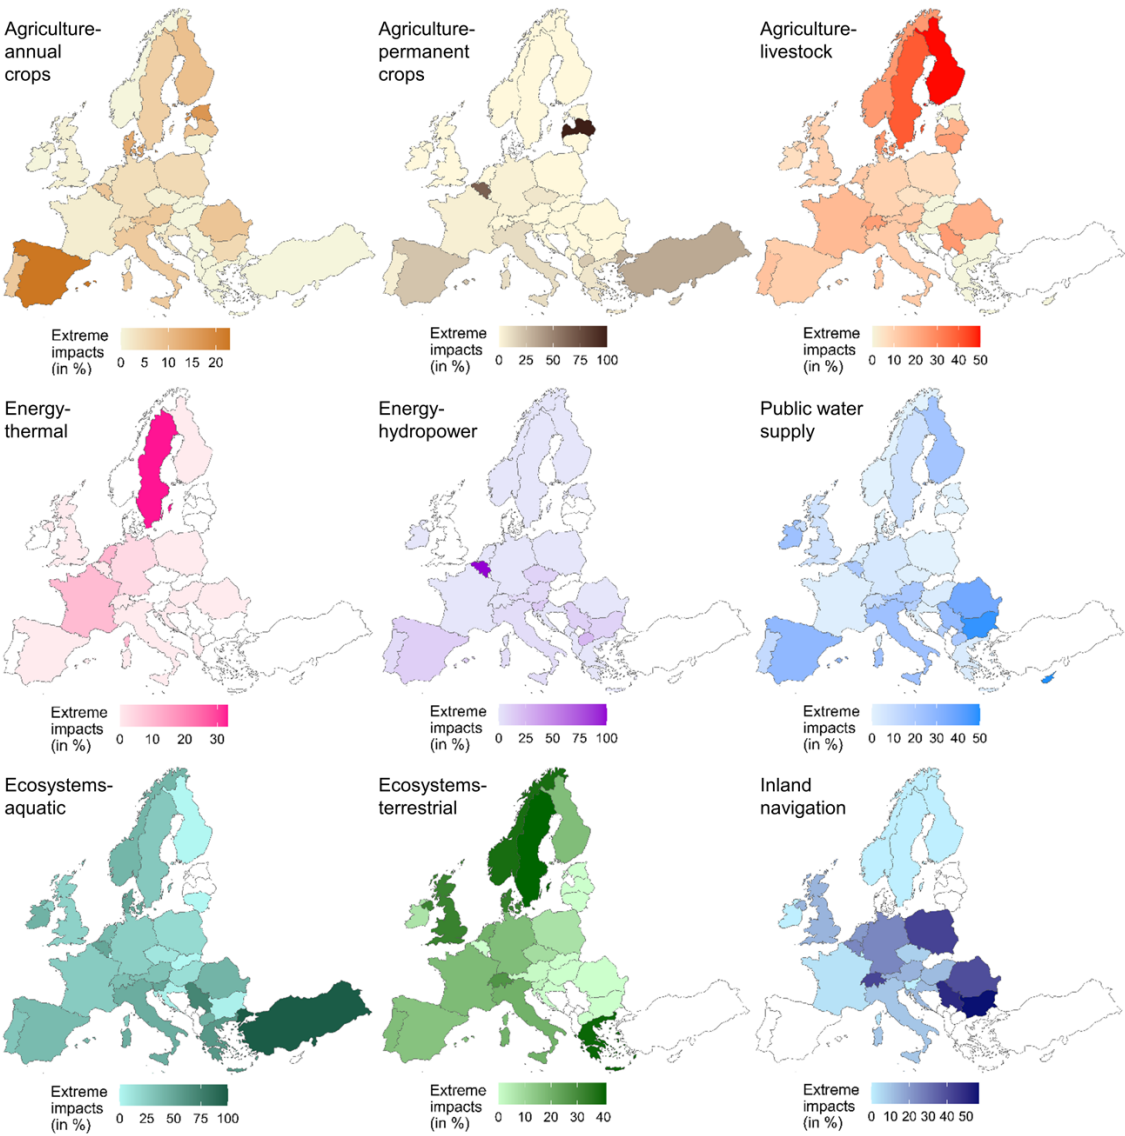 Agriculture-
annual
crops
Extreme
impacts
(in %)
0 5 10 15 20
Agriculture-
permanent
crops
Extreme
impacts
(in %)
0 25 50 75 100
Agriculture-
livestock
Extreme
impacts
(in %)
0 10 20 30 40 50
Energy-
thermal
Extreme
impacts
(in %)
0 10 20 30
Energy-
hydropower
Extreme
impacts
(in %)
0 25 50 75 100
Public water
supply
Extreme
impacts
(in %)
0 10 20 30 40 50
Ecosystems-
aquatic
Extreme
impacts
(in %)
0 25 50 75 100
Ecosystems-
terrestrial
Extreme
impacts
(in %)
0 10 20 30 40
Inland
navigation
Extreme
impacts
(in %)
0 10 20 30 40 50